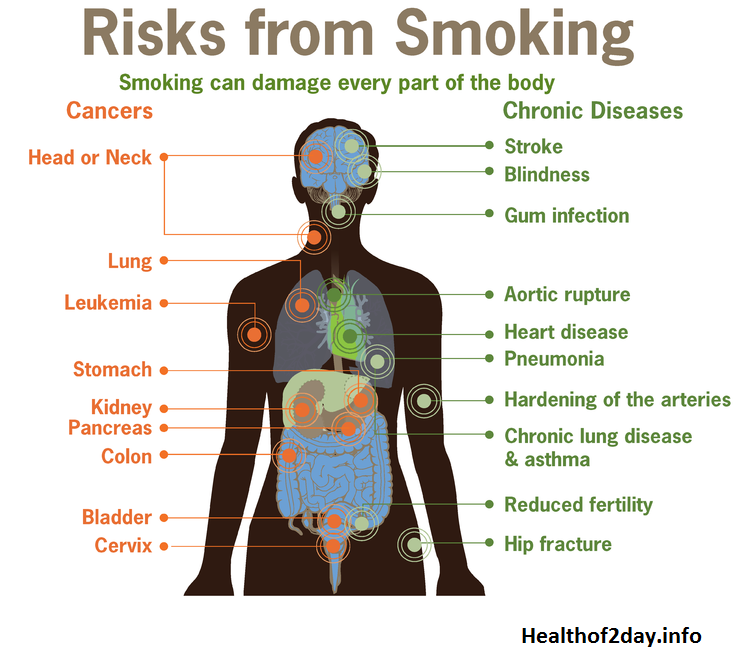 Risks from Smoking
Smoking can damage every part of the body
Cancers
Head or Neck
Lung
Leukemia
Stomach
Kidney
Pancreas
Colon
Bladder
Cervix
Chronic Diseases
Stroke
Blindness
Gum infection
Aortic rupture
Heart disease
Pneumonia
Hardening of the arteries
Chronic lung disease
& asthma
Reduced fertility
Hip fracture
Healthof2day.info